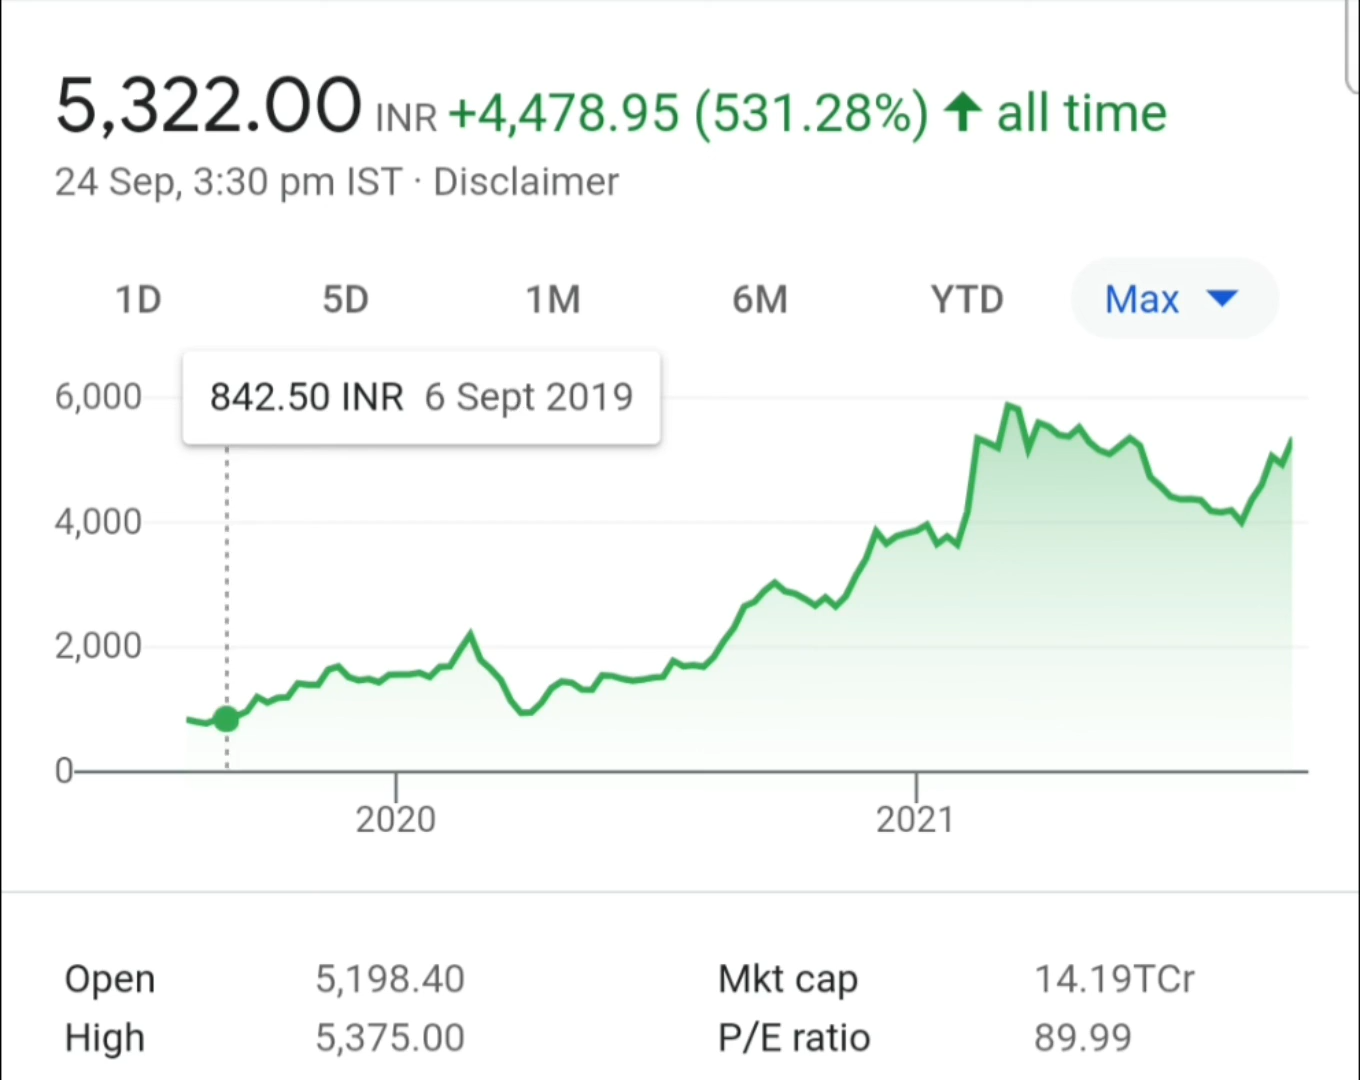 5,322.00 INR +4,478.95 (531.28%) ↑ all time
24 Sep, 3:30 pm IST · Disclaimer
1D 5D 1M 6M YTD Max
842.50 INR 6 Sept 2019
6,000
4,000
2,000
0
2020 2021
Open 5,198.40 Mkt cap 14.19TCr
High 5,375.00 P/E ratio 89.99